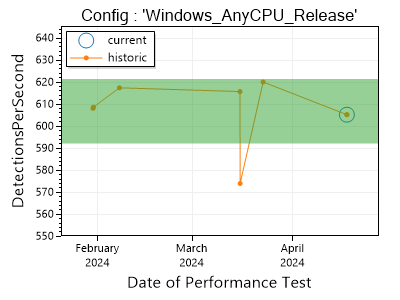 Config : 'Windows_AnyCPU_Release'
current
historic
DetectionsPerSecond
640
630
620
610
600
590
580
570
560
550
February
2024
March
2024
April
2024
Date of Performance Test